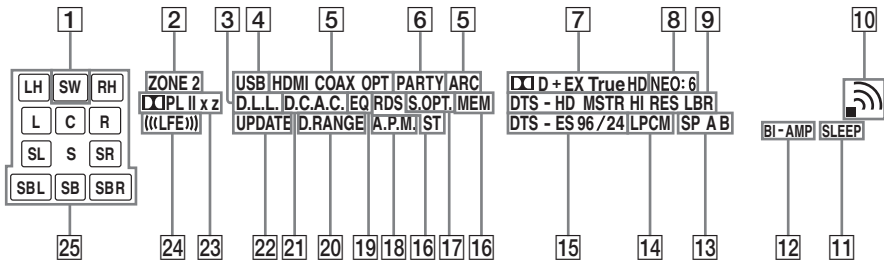 1 2 3 4 5 6 5 7 8 9 10
LH SW RH ZONE 2 USB HDMI COAX OPT PARTY ARC D + EX True HD NEO: 6
PL II x z D.L.L. D.C.A.C. EQ RDS S.OPT. MEM DTS - HD MSTR HI RES LBR
L C R (((LFE))) UPDATE D.RANGE A.P.M. ST DTS - ES 96 / 24 LPCM SP A B BI - AMP SLEEP
SL S SR
SBL SB SBR
25 24 23 22 21 20 19 18 16 17 16 15 14 13 12 11